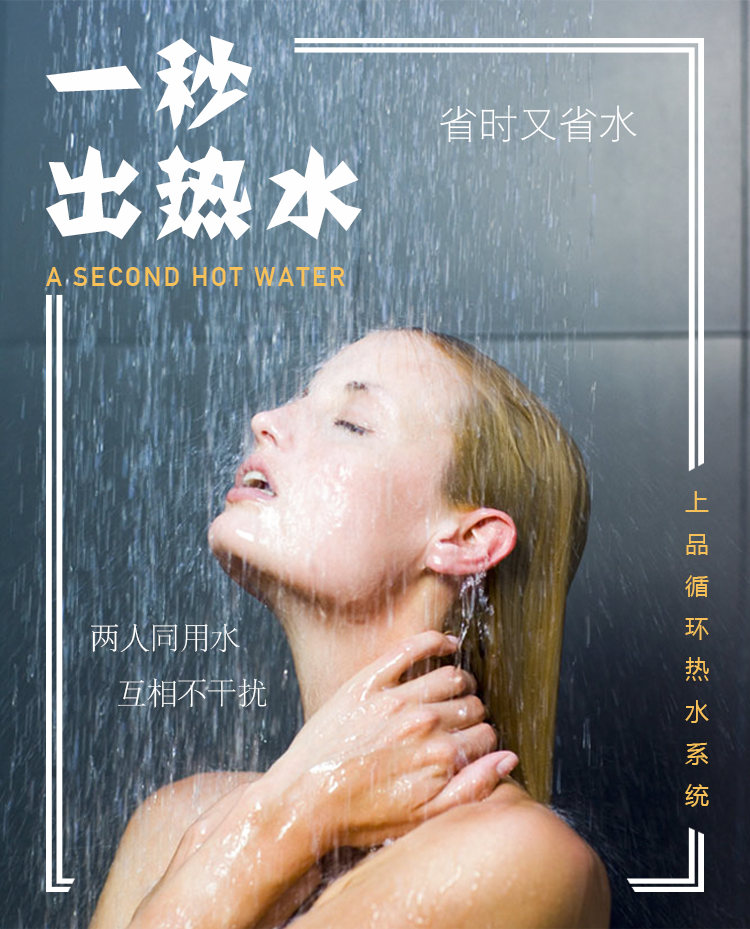 一秒
出热水
A SECOND HOT WATER
省时又省水
两人同用水
互相不干扰
上品循环热水系统